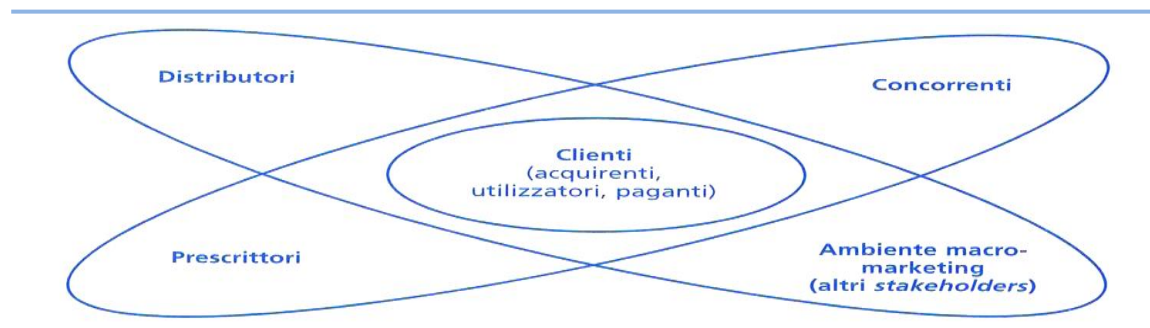 Distributori
Concorrenti
Clienti
(acquirenti,
utilizzatori, paganti)
Prescrittori
Ambiente macro-
marketing
(altri stakeholders)